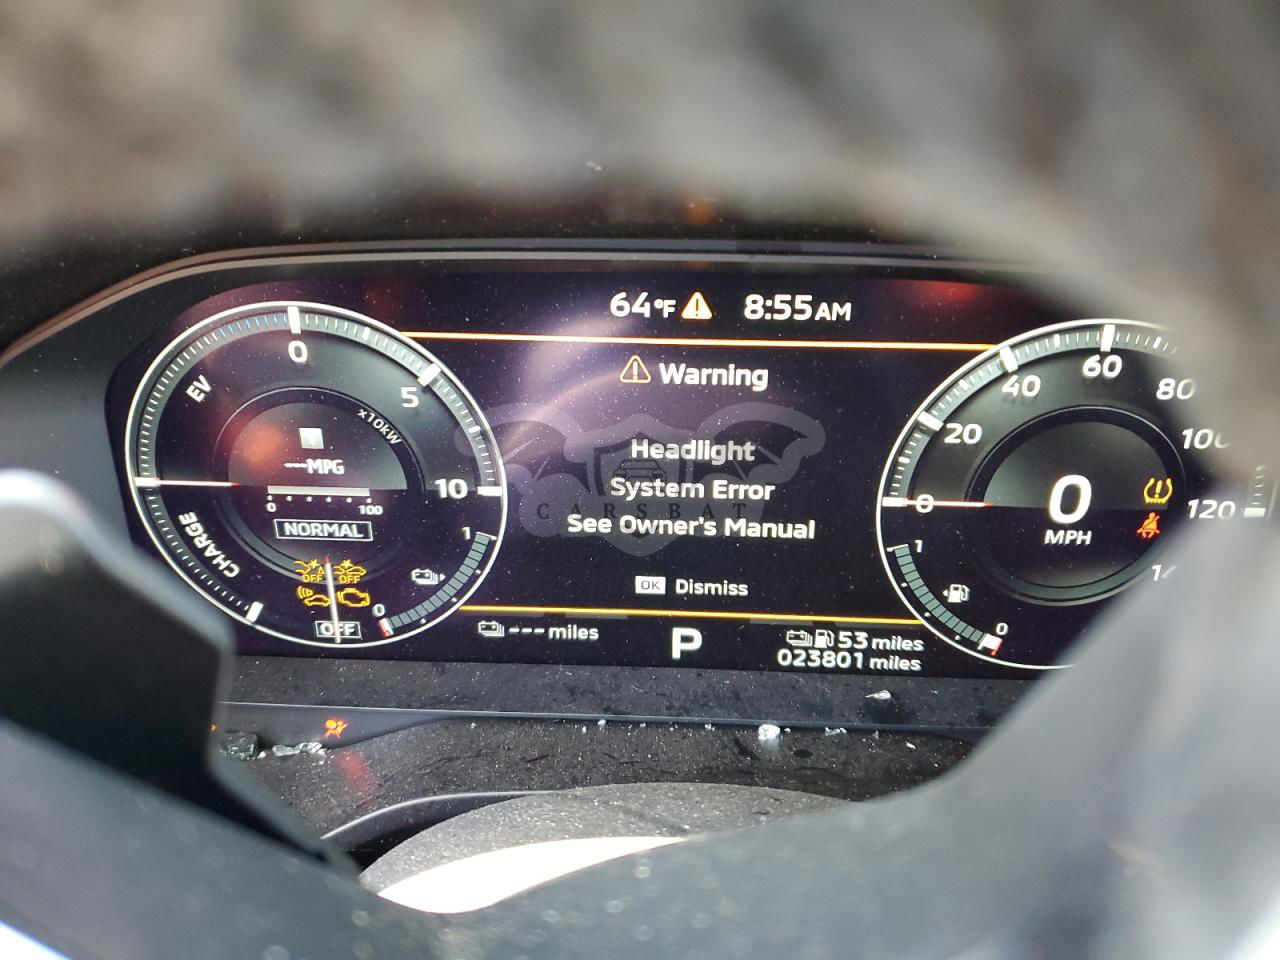 64°F 8:55AM
Warning
Headlight
System Error
See Owner's Manual
OK Dismiss
CARSBAT
EV
CHARGE
0
5
10
x10kW
---MPG
0 100
NORMAL
OFF OFF
OFF
1
0
--- miles
P
53 miles
023801 miles
0
20
40
60
80
120
0
MPH
1
0